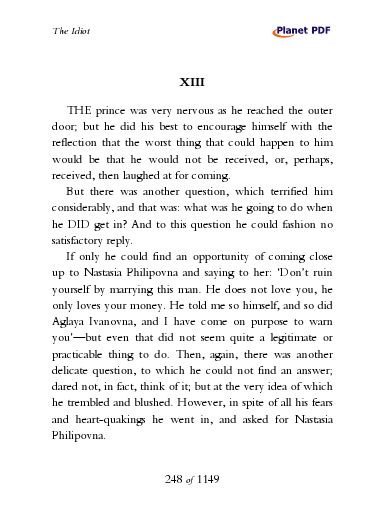 The Idiot
Planet PDF
XIII
THE prince was very nervous as he reached the outer
door; but he did his best to encourage himself with the
reflection that the worst thing that could happen to him
would be that he would not be received, or, perhaps,
received, then laughed at for coming.
But there was another question, which terrified him
considerably, and that was: what was he going to do when
he DID get in? And to this question he could fashion no
satisfactory reply.
If only he could find an opportunity of coming close
up to Nastasia Philipovna and saying to her: ‘Don’t ruin
yourself by marrying this man. He does not love you, he
only loves your money. He told me so himself, and so did
Aglaya Ivanovna, and I have come on purpose to warn
you’—but even that did not seem quite a legitimate or
practicable thing to do. Then, again, there was another
delicate question, to which he could not find an answer;
dared not, in fact, think of it; but at the very idea of which
he trembled and blushed. However, in spite of all his fears
and heart-quakings he went in, and asked for Nastasia
Philipovna.
248 of 1149